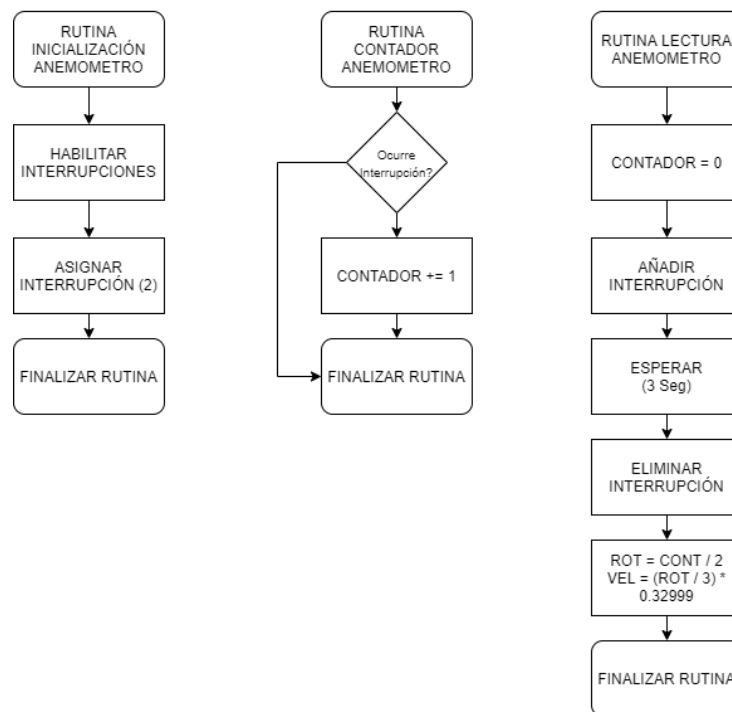 RUTINA
INICIALIZACIÓN
ANEMOMETRO
HABILITAR
INTERRUPCIONES
ASIGNAR
INTERRUPCIÓN (2)
FINALIZAR RUTINA
RUTINA
CONTADOR
ANEMOMETRO
Ocurre
Interrupción?
CONTADOR += 1
FINALIZAR RUTINA
RUTINA LECTURA
ANEMOMETRO
CONTADOR = 0
AÑADIR
INTERRUPCIÓN
ESPERAR
(3 Seg)
ELIMINAR
INTERRUPCIÓN
ROT = CONT / 2
VEL = (ROT / 3) *
0.32999
FINALIZAR RUTINA